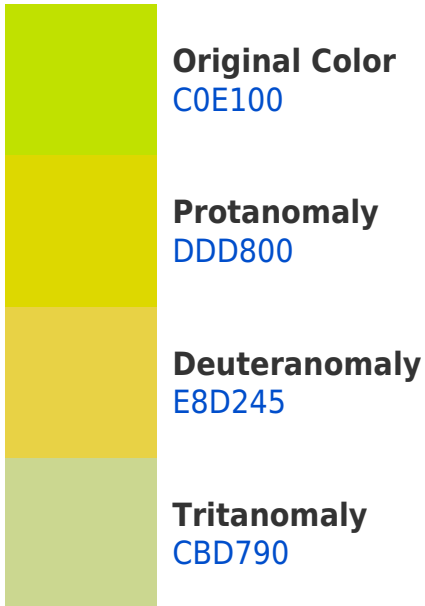 Original Color
C0E100
Protanomaly
DDD800
Deuteranomaly
E8D245
Tritanomaly
CBD790